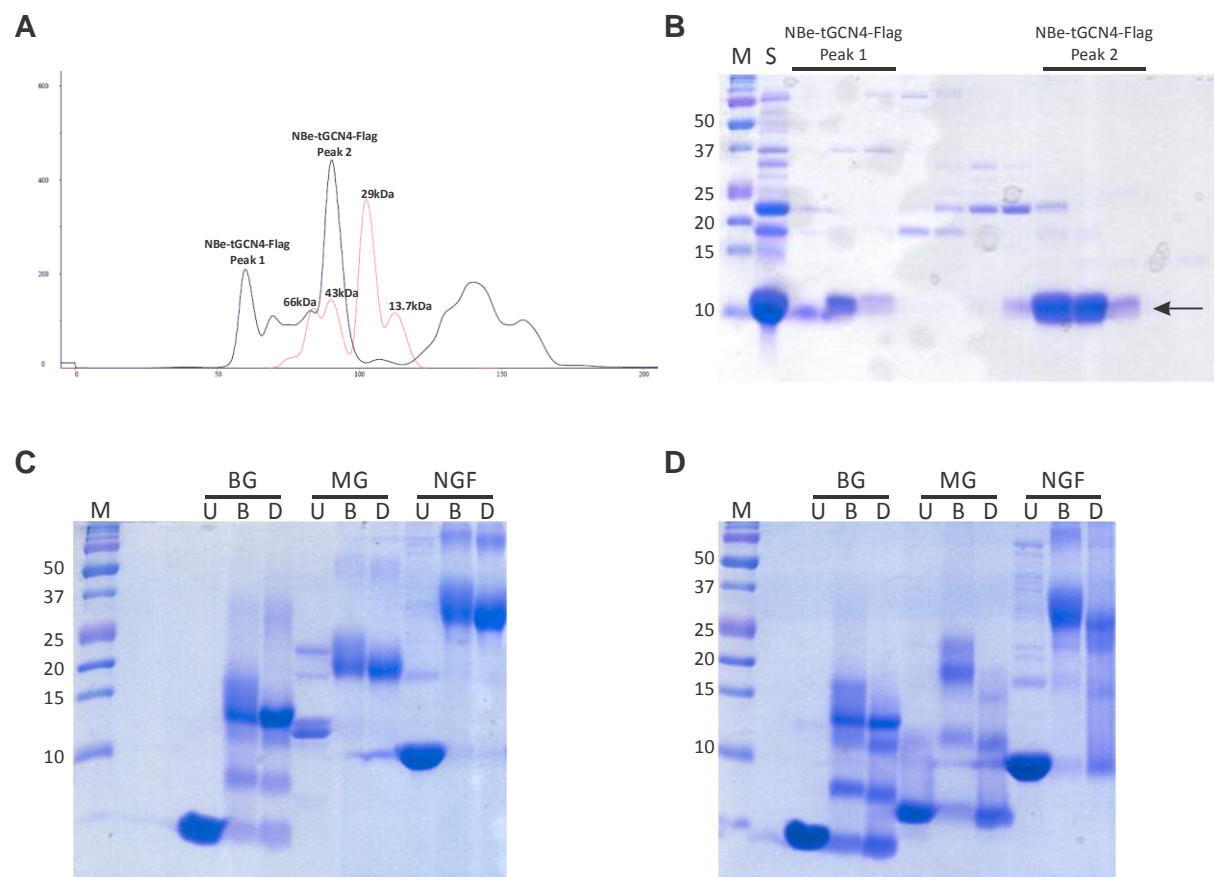 A
600
400
200
0
0
50
100
150
200
NBe-tGCN4-Flag
Peak 2
NBe-tGCN4-Flag
Peak 1
29kDa
66kDa
43kDa
13.7kDa
B
NBe-tGCN4-Flag
Peak 1
NBe-tGCN4-Flag
Peak 2
M S
50
37
25
20
15
10
C
BG MG NGF
M U B D U B D U B D
50
37
25
20
15
10
D
BG MG NGF
M U B D U B D U B D
50
37
25
20
15
10